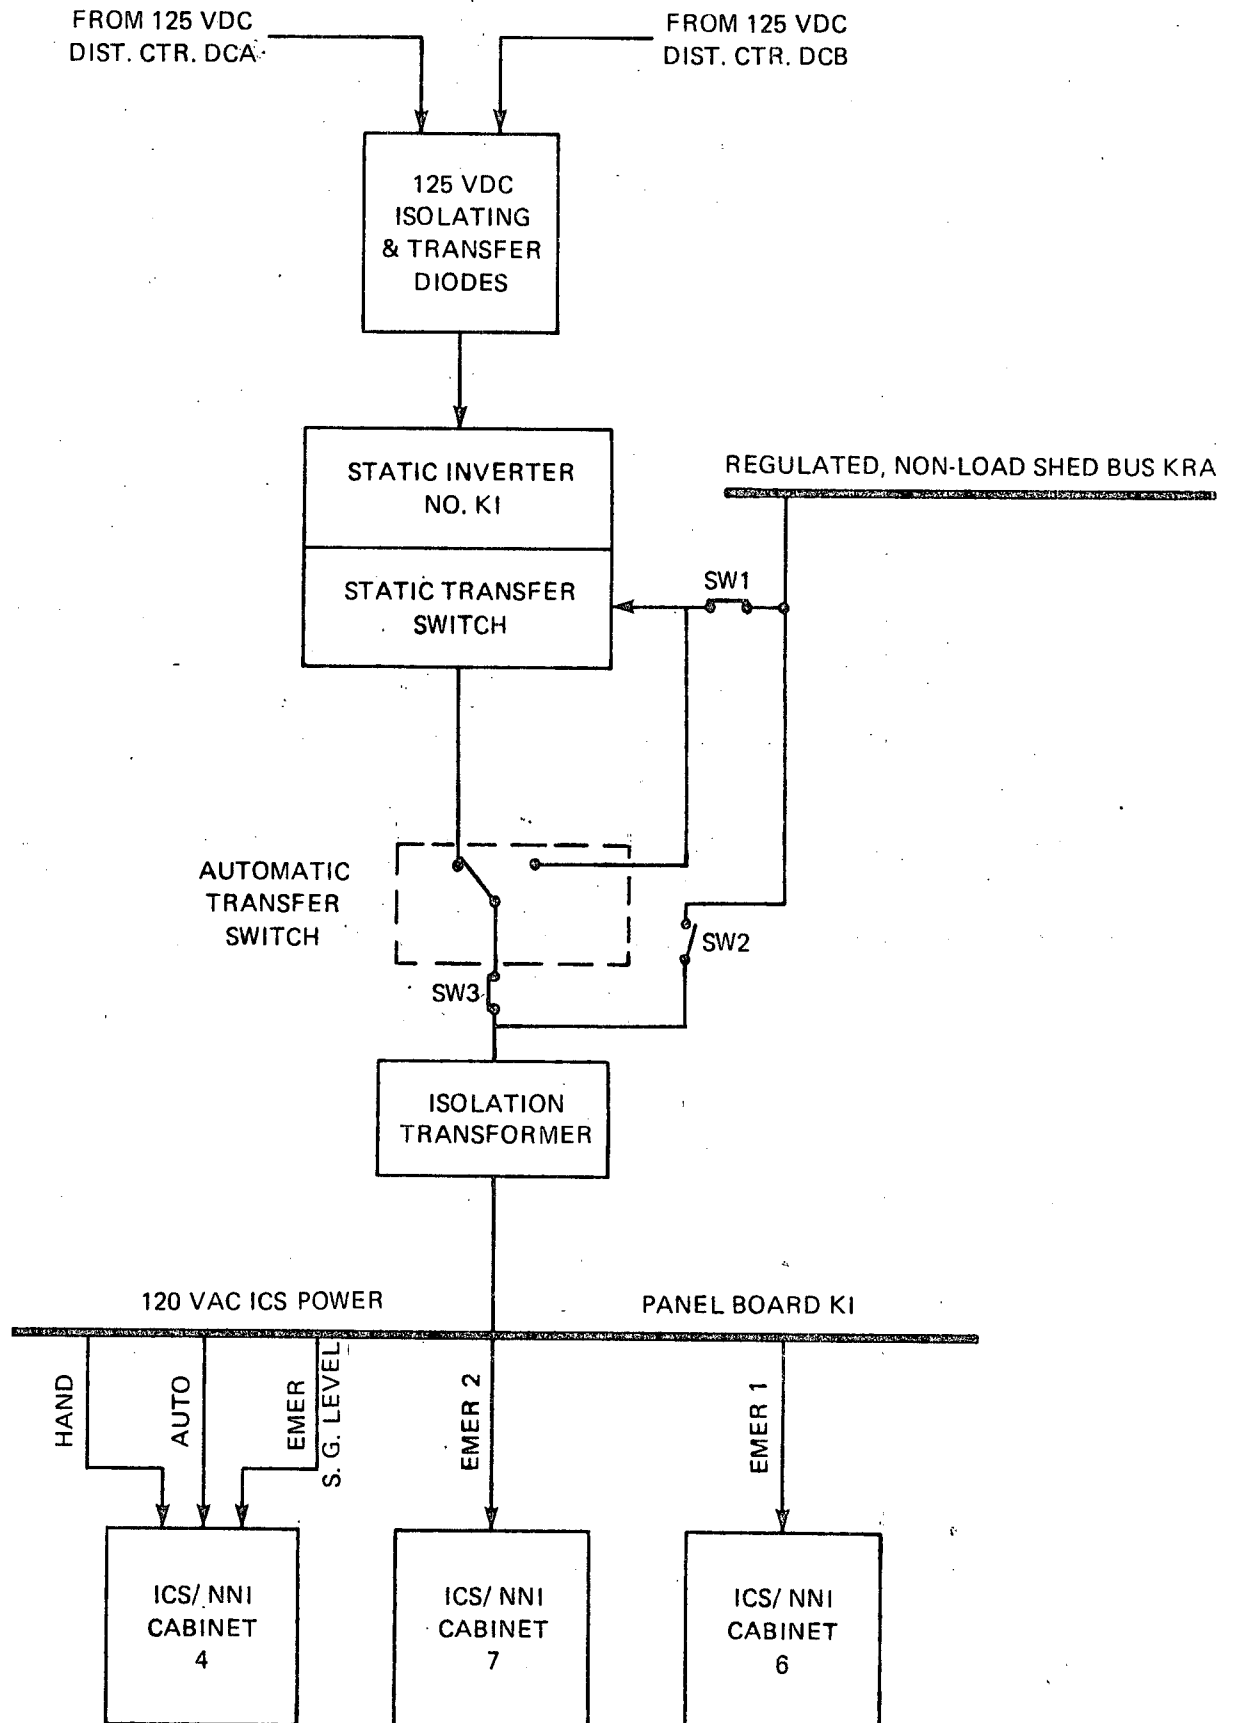 FROM 125 VDC
DIST. CTR. DCA
FROM 125 VDC
DIST. CTR. DCB
125 VDC
ISOLATING
& TRANSFER
DIODES
STATIC INVERTER
NO. KI
REGULATED, NON-LOAD SHED BUS KRA
STATIC TRANSFER
SWITCH
SW1
AUTOMATIC
TRANSFER
SWITCH
SW2
SW3
ISOLATION
TRANSFORMER
120 VAC ICS POWER
PANEL BOARD KI
HAND
AUTO
EMER
S. G. LEVEL
EMER 2
EMER 1
ICS/ NNI
CABINET
4
ICS/ NNI
CABINET
7
ICS/ NNI
CABINET
6